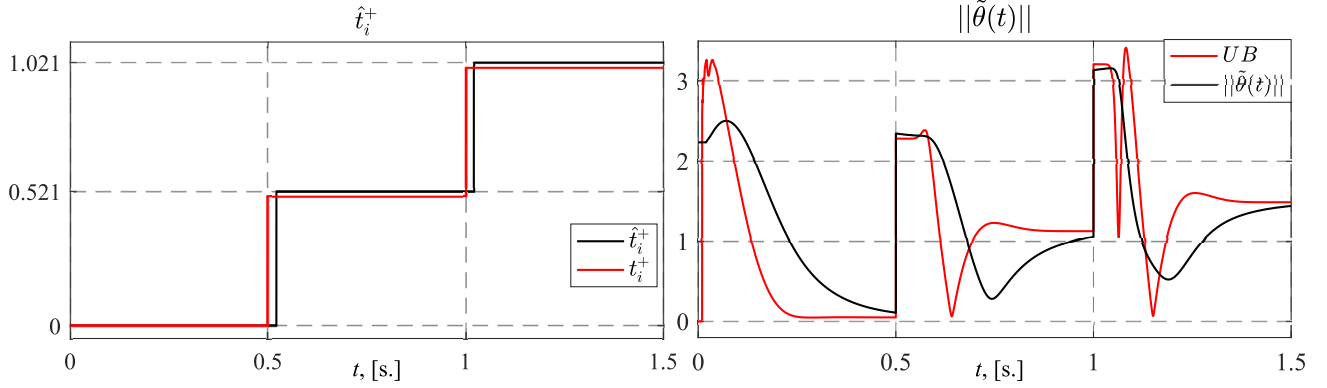 t̂ᵢ⁺
1.021
0.521
0
t̂ᵢ⁺
tᵢ⁺
0 0.5 1 1.5
t, [s.]
||θ̃(t)||
3
2
1
0
UB
||θ̃(t)||
0 0.5 1 1.5
t, [s.]